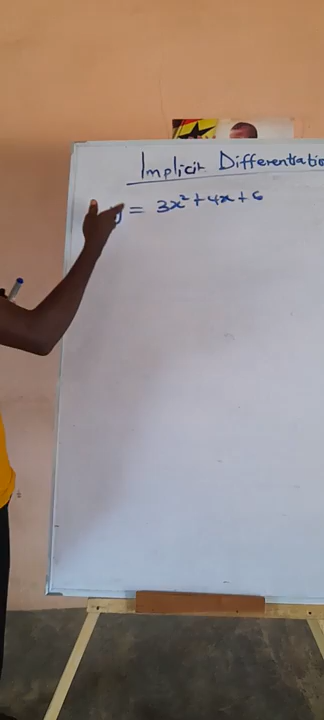 Implicit Differentiation
y = 3x² + 4x + 6